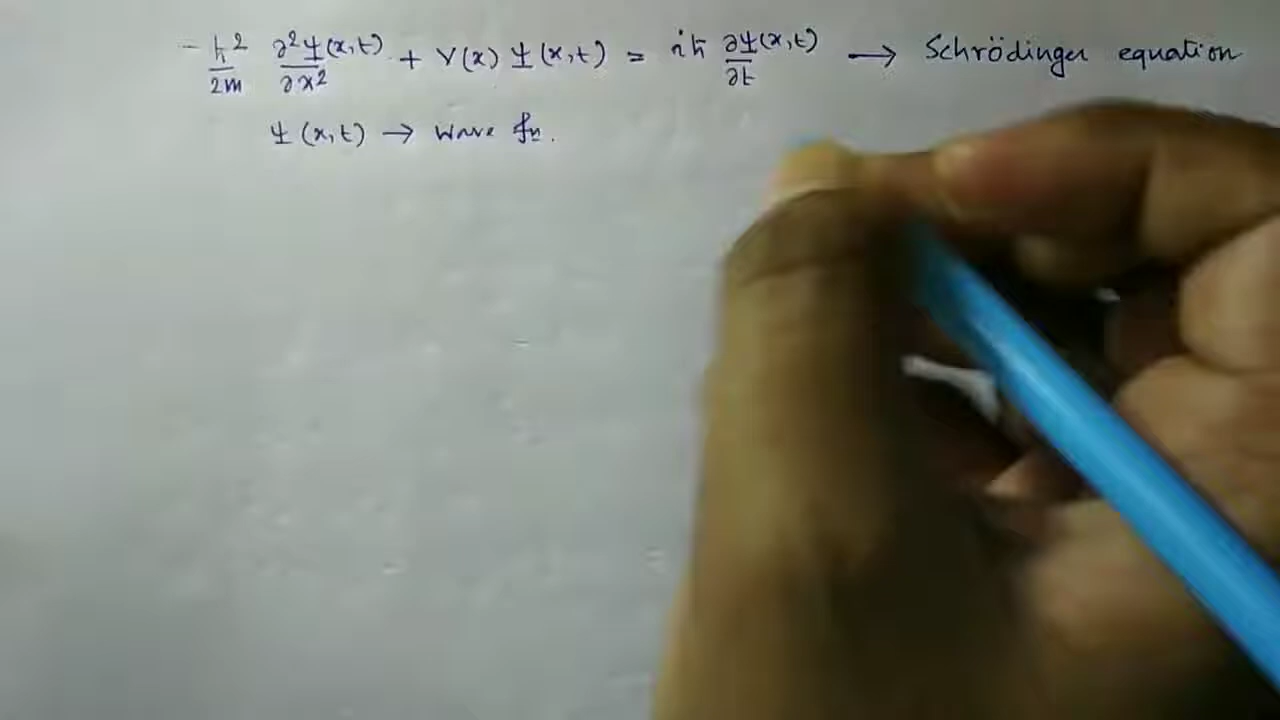 -ħ²/2m ∂²Ψ(x,t)/∂x² + V(x) Ψ(x,t) = iħ ∂Ψ(x,t)/∂t → Schrödinger equation
Ψ(x,t) → wave fn.